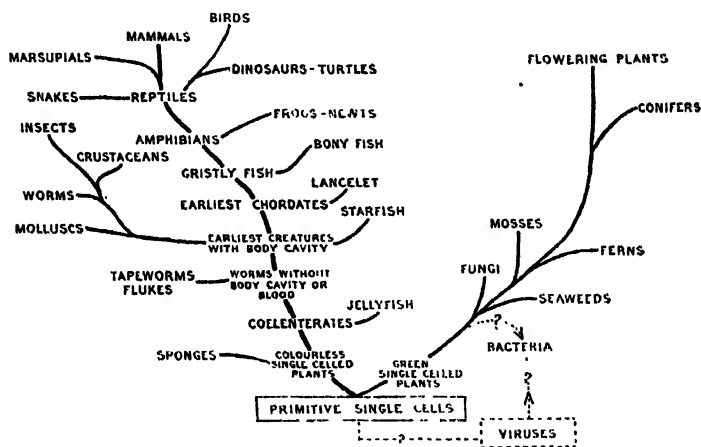 BIRDS
MAMMALS
MARSUPIALS
DINOSAURS-TURTLES
FLOWERING PLANTS
SNAKES
REPTILES
CONIFERS
FROGS-NEWTS
INSECTS
AMPHIBIANS
BONY FISH
CRUSTACEANS
GRISTLY FISH
LANCELET
WORMS
EARLIEST CHORDATES
STARFISH
MOLLUSCS
EARLIEST CREATURES
WITH BODY CAVITY
MOSSES
FERNS
TAPEWORMS
FLUKES
WORMS WITHOUT
BODY CAVITY OR
BLOOD
FUNGI
JELLYFISH
SEAWEEDS
COELENTERATES
?
BACTERIA
SPONGES
COLOURLESS
SINGLE CELLED
PLANTS
GREEN
SINGLE CELLED
PLANTS
?
PRIMITIVE SINGLE CELLS
?
VIRUSES